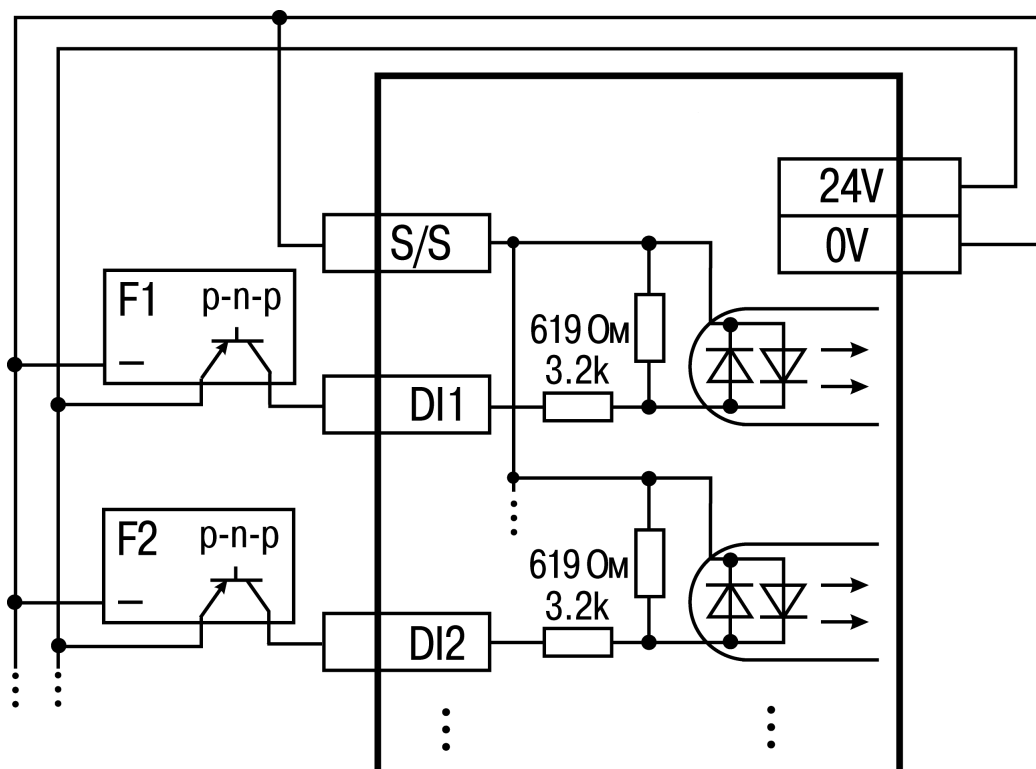 24V
S/S
0V
F1 p-n-p
–
619 Ом
3.2k
DI1
F2 p-n-p
–
619 Ом
3.2k
DI2